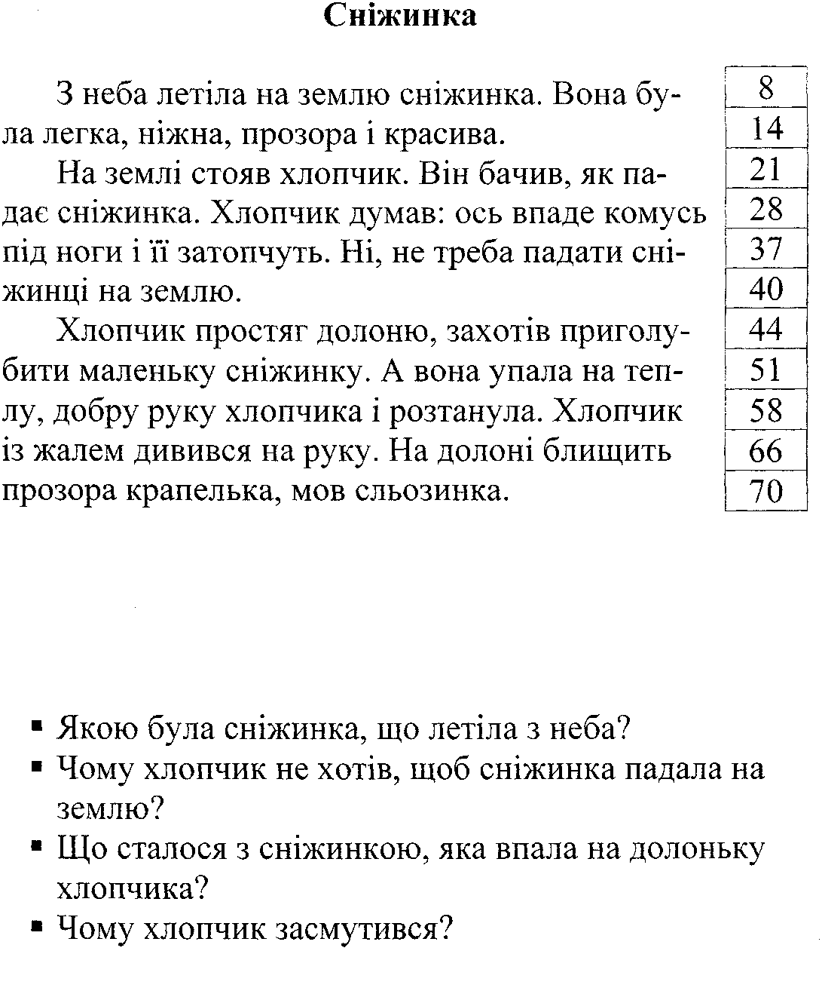 Сніжинка
З неба летіла на землю сніжинка. Вона бу- 8
ла легка, ніжна, прозора і красива. 14
На землі стояв хлопчик. Він бачив, як па- 21
дає сніжинка. Хлопчик думав: ось впаде комусь 28
під ноги і її затопчуть. Ні, не треба падати сні- 37
жинці на землю. 40
Хлопчик простяг долоню, захотів приголу- 44
бити маленьку сніжинку. А вона упала на теп- 51
лу, добру руку хлопчика і розтанула. Хлопчик 58
із жалем дивився на руку. На долоні блищить 66
прозора крапелька, мов сльозинка. 70
▪ Якою була сніжинка, що летіла з неба?
▪ Чому хлопчик не хотів, щоб сніжинка падала на
землю?
▪ Що сталося з сніжинкою, яка впала на долоньку
хлопчика?
▪ Чому хлопчик засмутився?